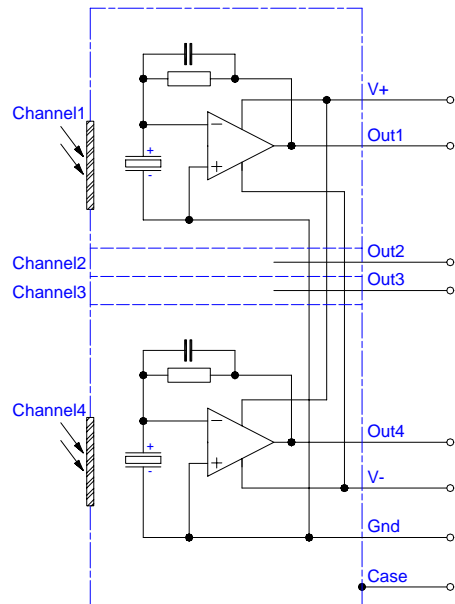 V+
Channel1
Out1
+
-
−
+
Out2
Channel2
Out3
Channel3
Channel4
Out4
+
-
−
+
V-
Gnd
Case